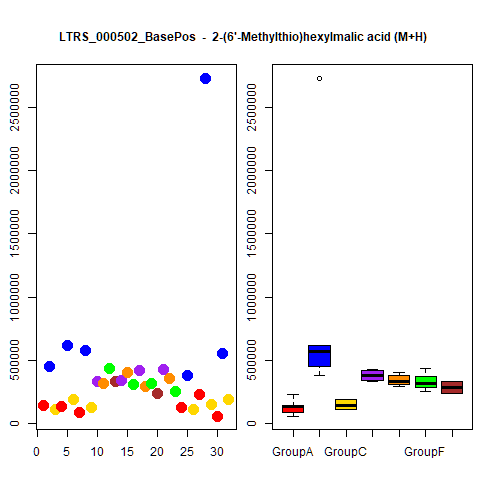 LTRS_000502_BasePos - 2-(6'-Methylthio)hexylmalic acid (M+H)
0 500000 1000000 1500000 2000000 2500000
0 5 10 15 20 25 30
0 500000 1000000 1500000 2000000 2500000
GroupA GroupC GroupF